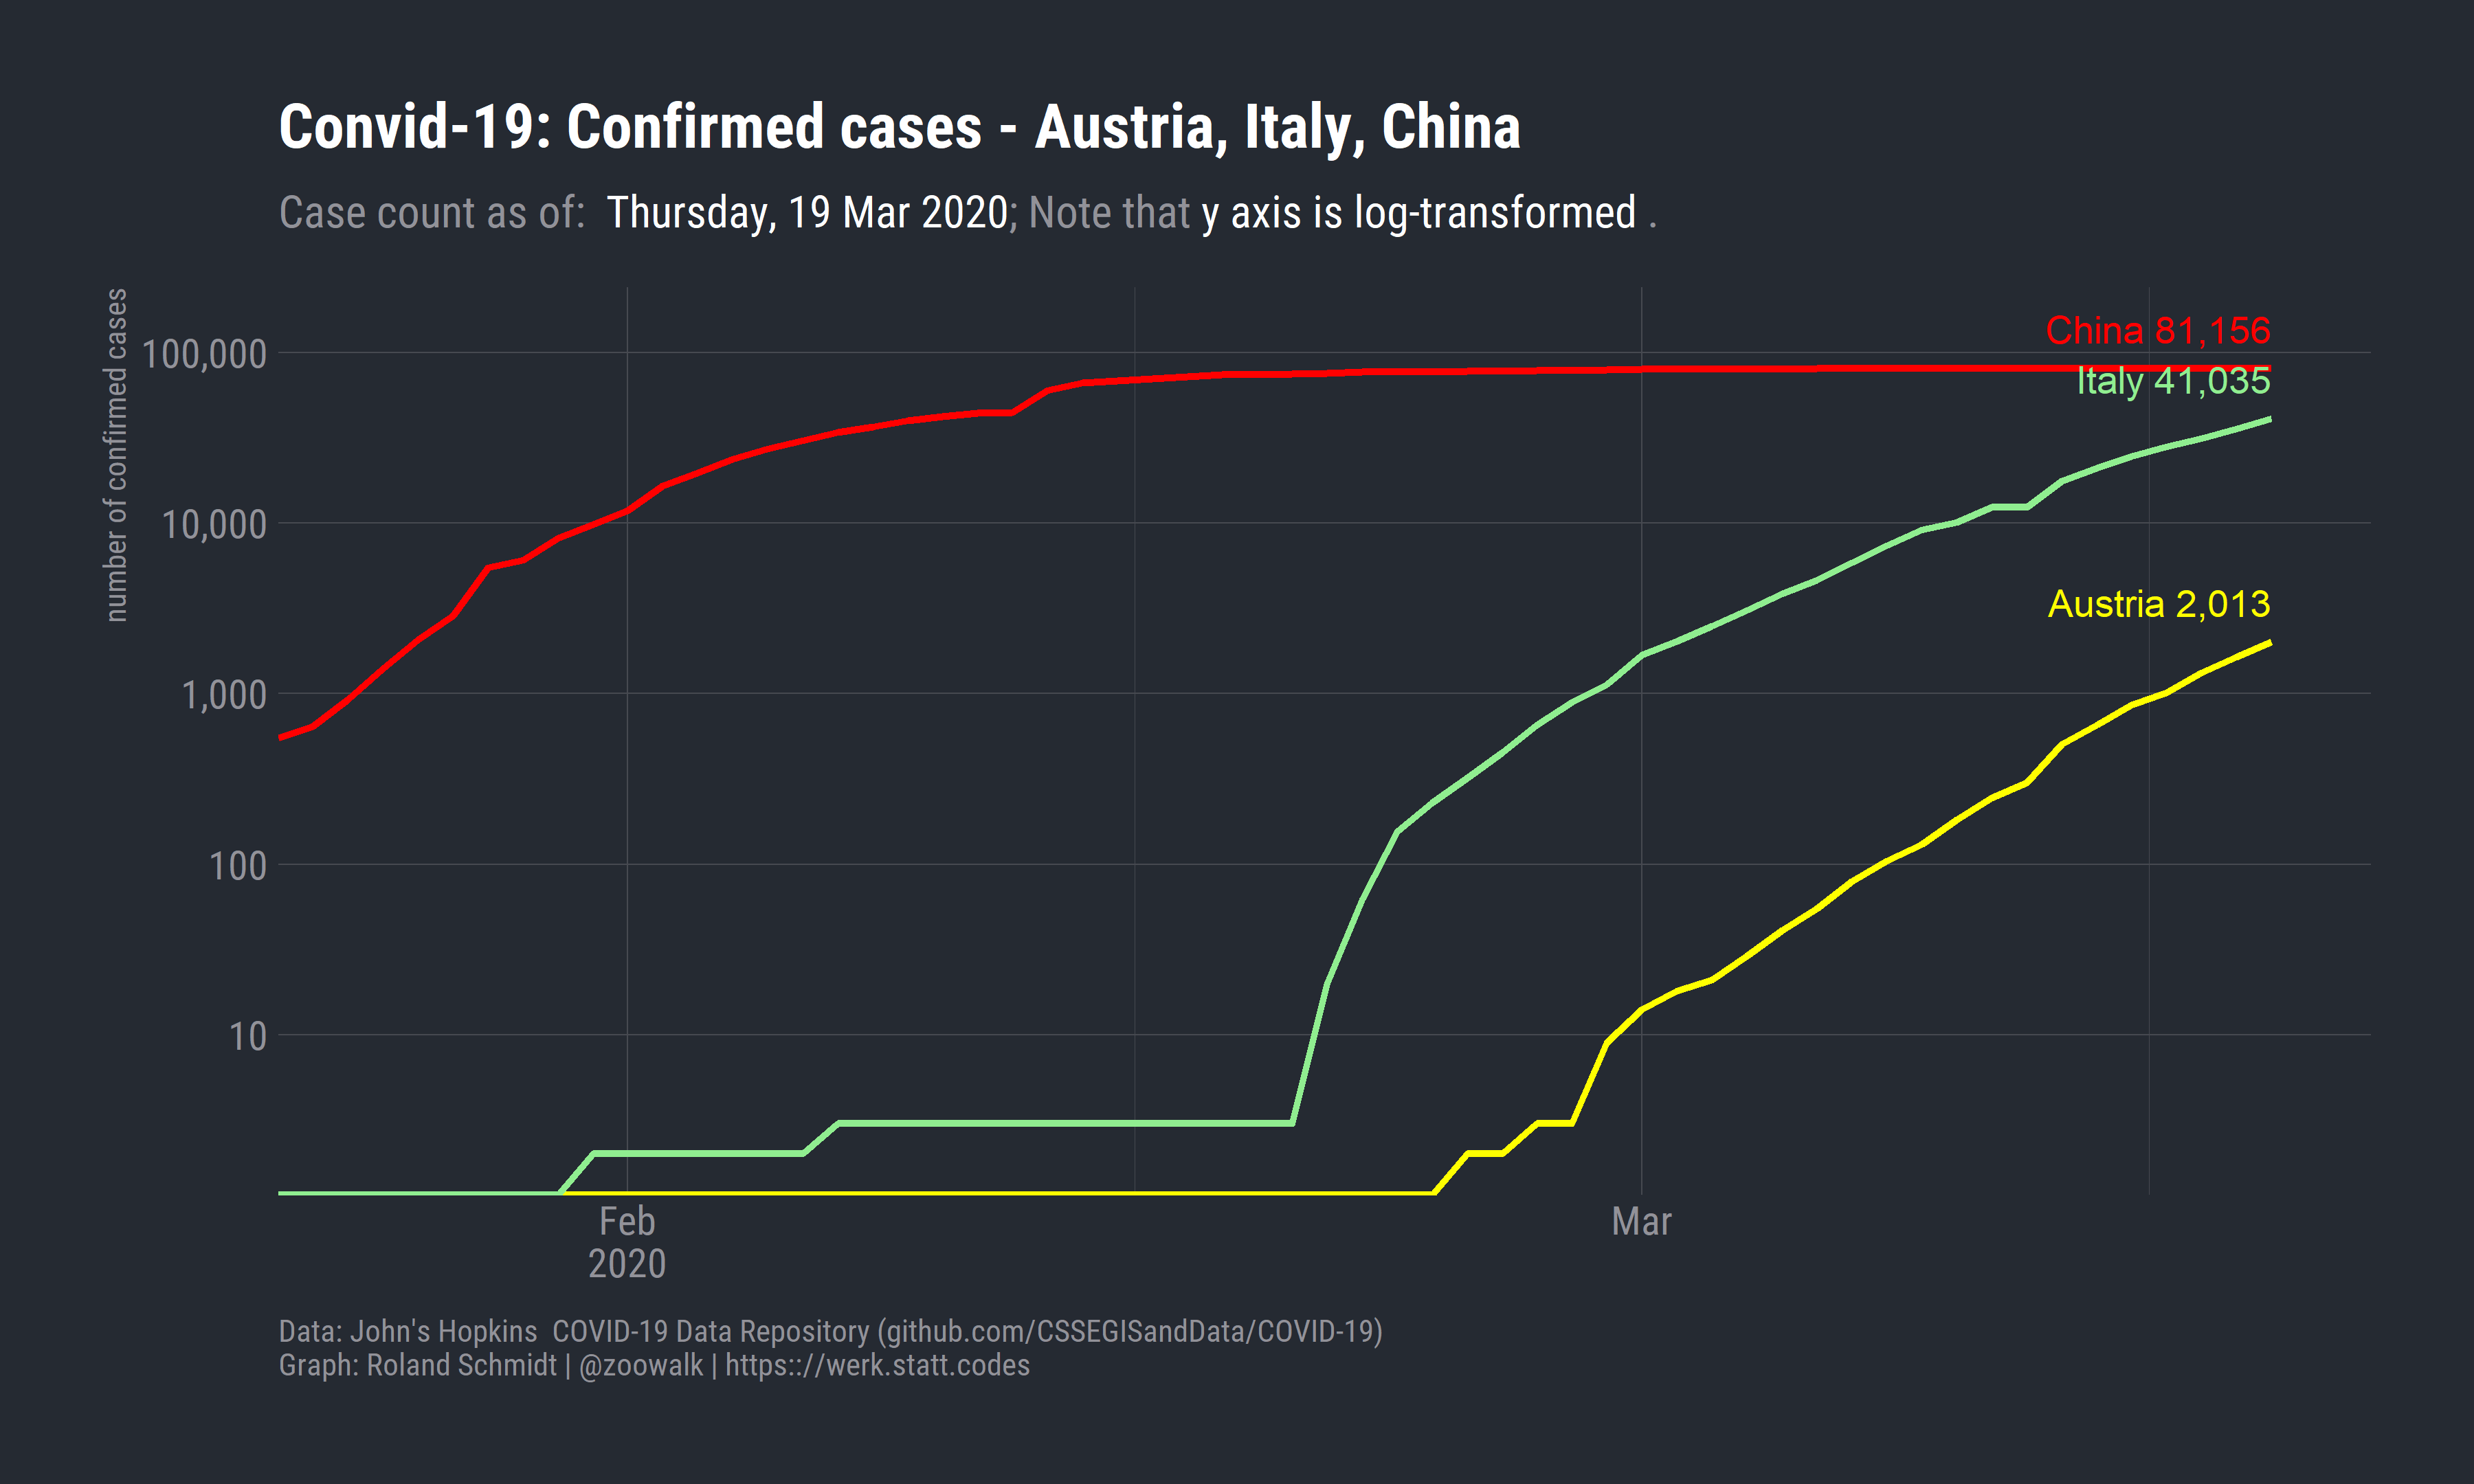 Convid-19: Confirmed cases - Austria, Italy, China
Case count as of:  Thursday, 19 Mar 2020; Note that y axis is log-transformed .
number of confirmed cases
100,000
10,000
1,000
100
10
China 81,156
Italy 41,035
Austria 2,013
Feb
2020
Mar
Data: John's Hopkins  COVID-19 Data Repository (github.com/CSSEGISandData/COVID-19)
Graph: Roland Schmidt | @zoowalk | https:://werk.statt.codes